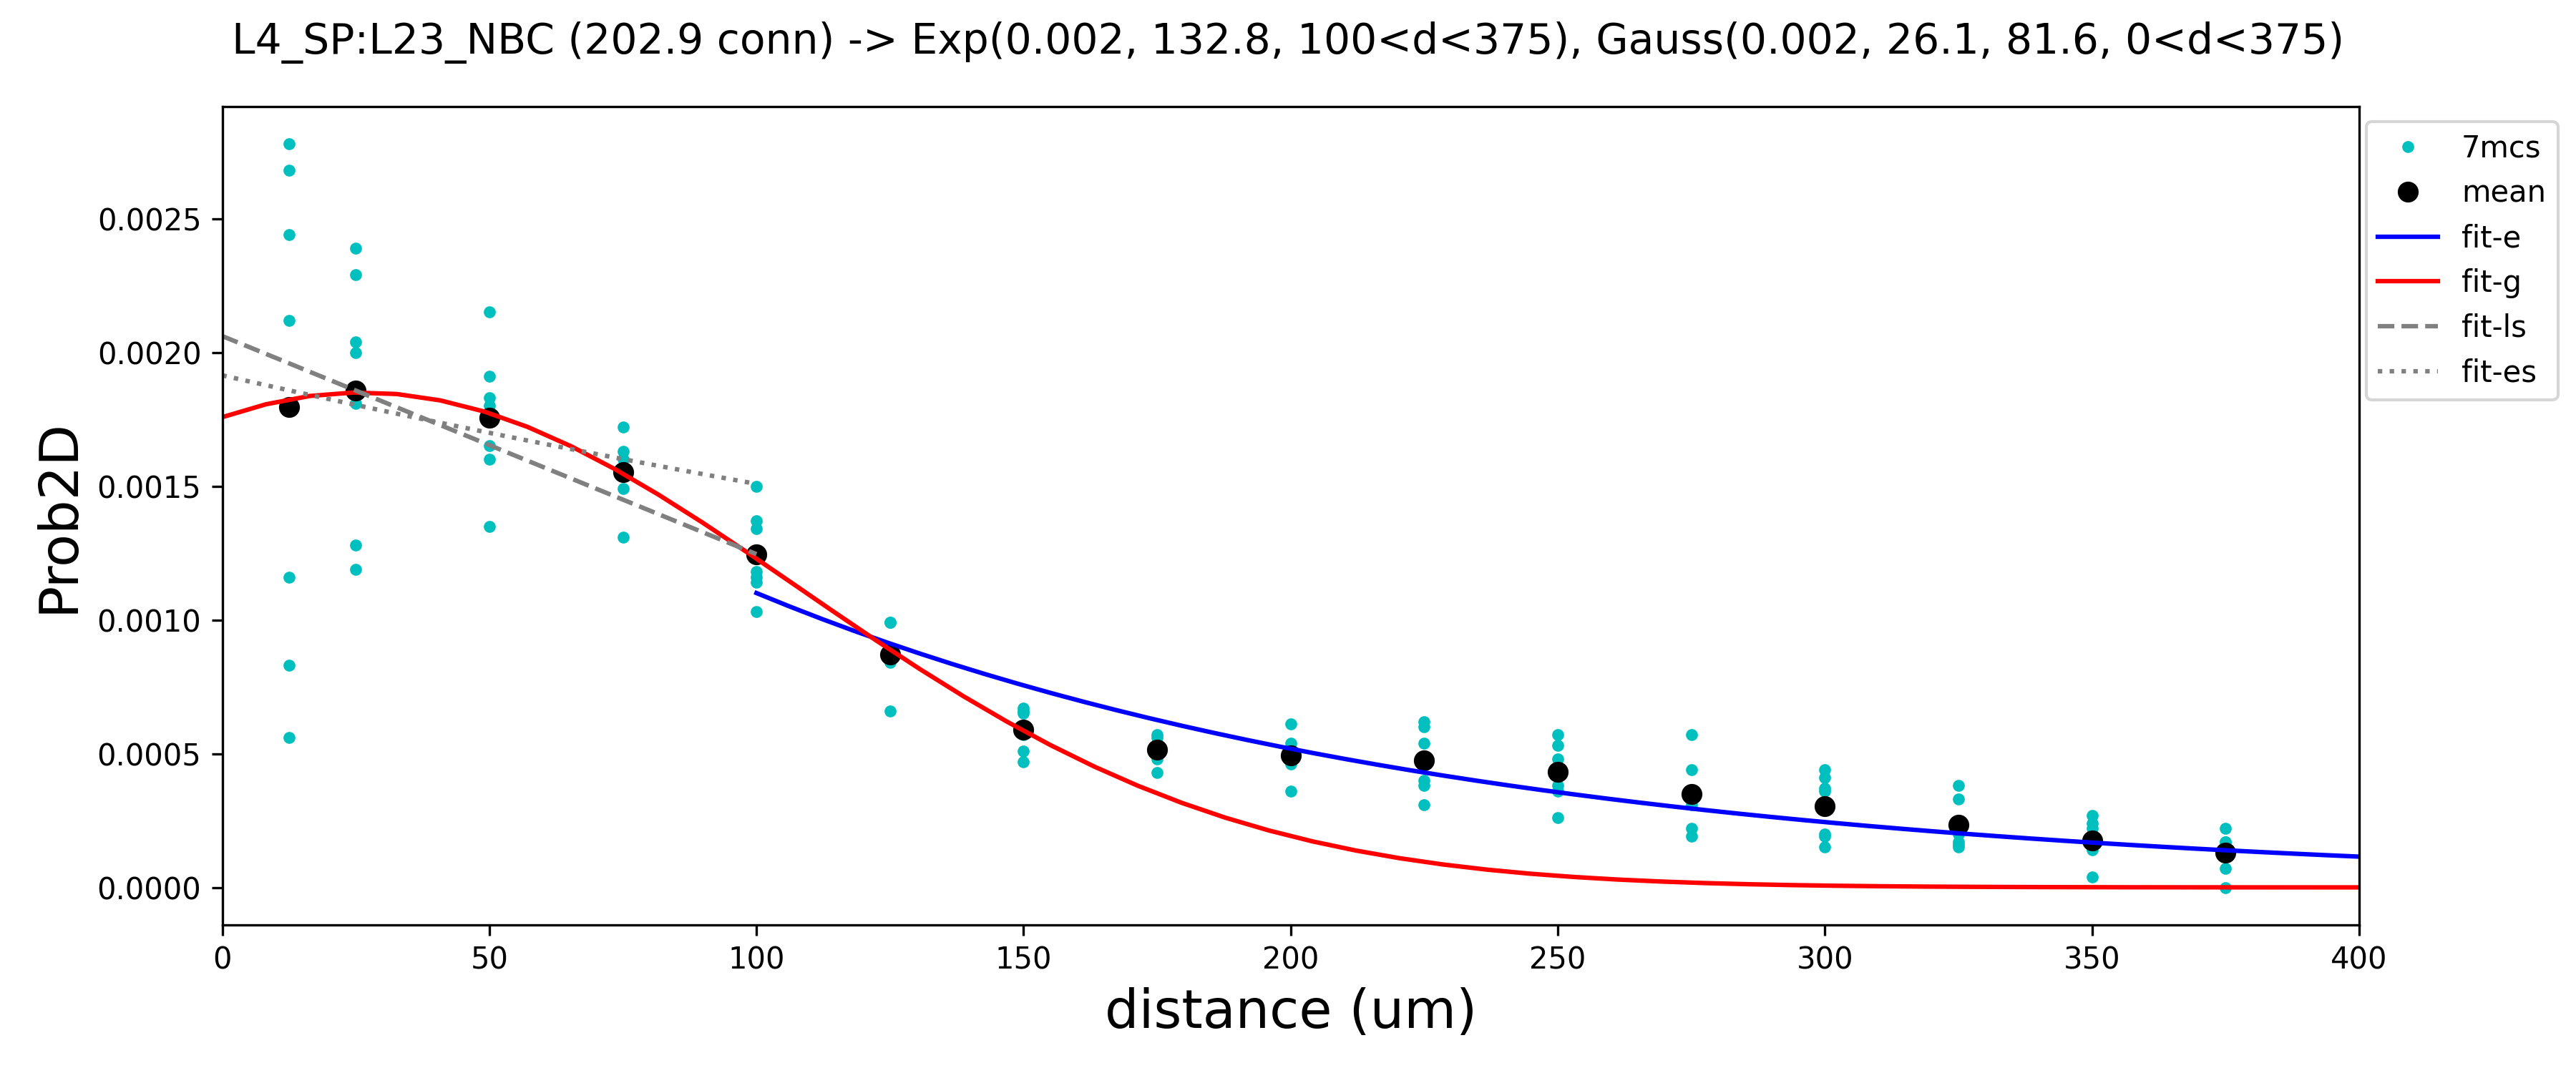 L4_SP:L23_NBC (202.9 conn) -> Exp(0.002, 132.8, 100<d<375), Gauss(0.002, 26.1, 81.6, 0<d<375)
7mcs
mean
fit-e
fit-g
fit-ls
fit-es
Prob2D
0.0025
0.0020
0.0015
0.0010
0.0005
0.0000
0 50 100 150 200 250 300 350 400
distance (um)